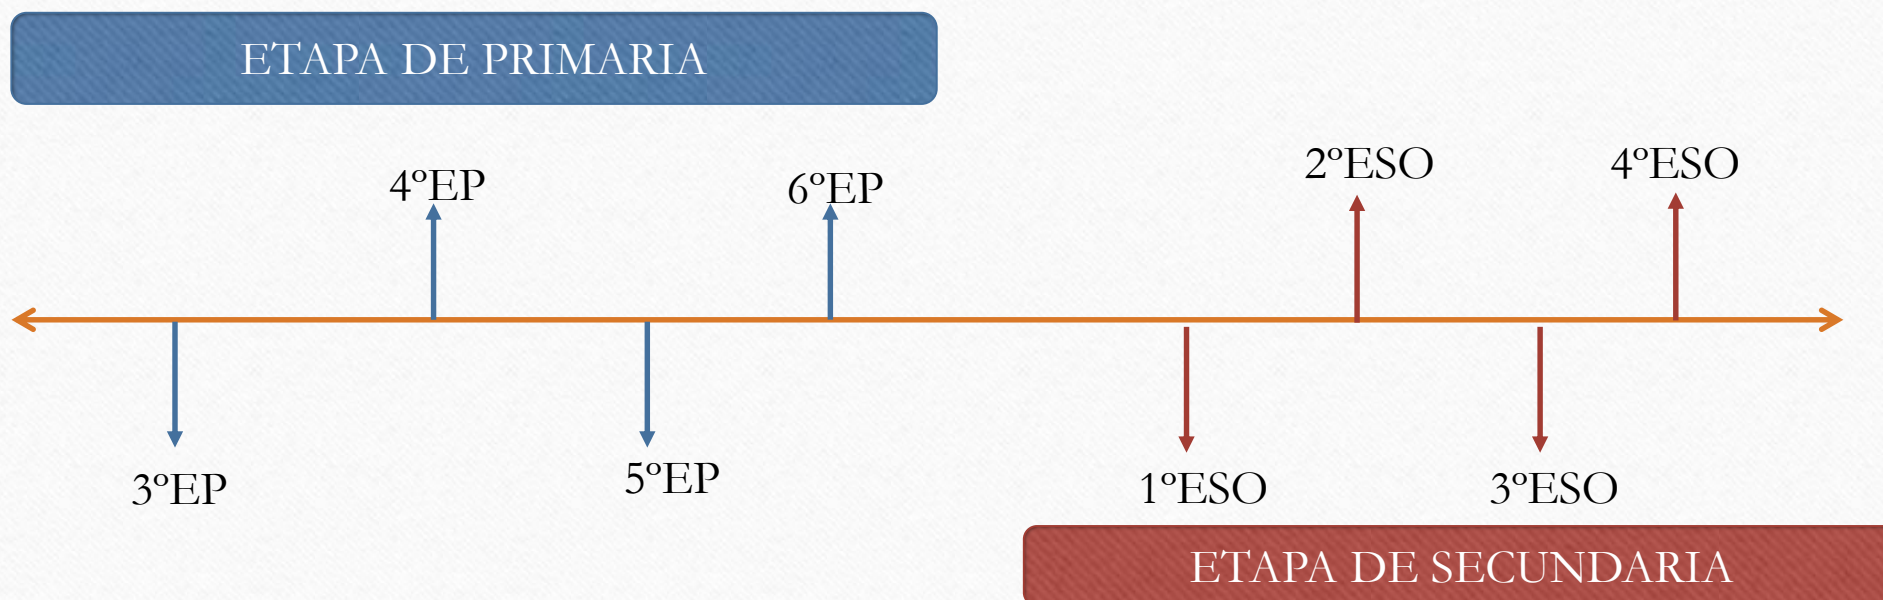 ETAPA DE PRIMARIA
4ºEP
6ºEP
2ºESO
4ºESO
3ºEP
5ºEP
1ºESO
3ºESO
ETAPA DE SECUNDARIA